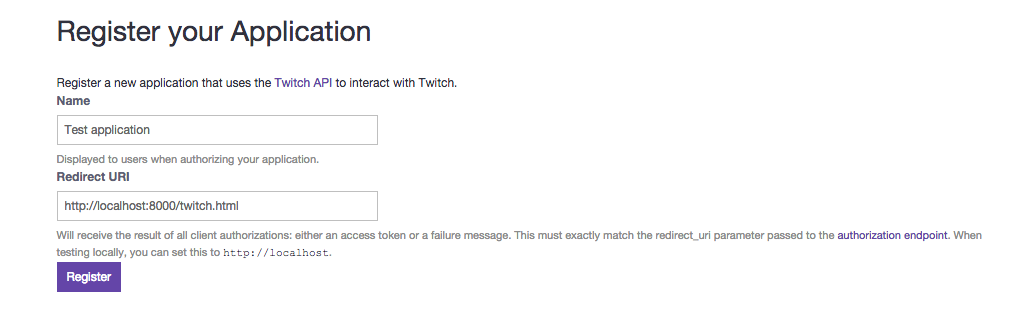 Register your Application
Register a new application that uses the Twitch API to interact with Twitch.
Name
Test application
Displayed to users when authorizing your application.
Redirect URI
http://localhost:8000/twitch.html
Will receive the result of all client authorizations: either an access token or a failure message. This must exactly match the redirect_uri parameter passed to the authorization endpoint. When
testing locally, you can set this to http://localhost.
Register